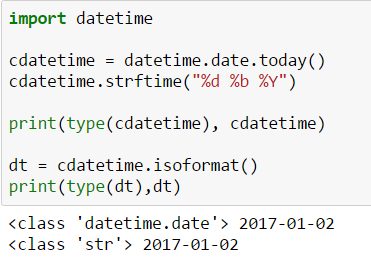 import datetime
cdatetime = datetime.date.today()
cdatetime.strftime("%d %b %Y")
print(type(cdatetime), cdatetime)
dt = cdatetime.isoformat()
print(type(dt),dt)
<class 'datetime.date'> 2017-01-02
<class 'str'> 2017-01-02